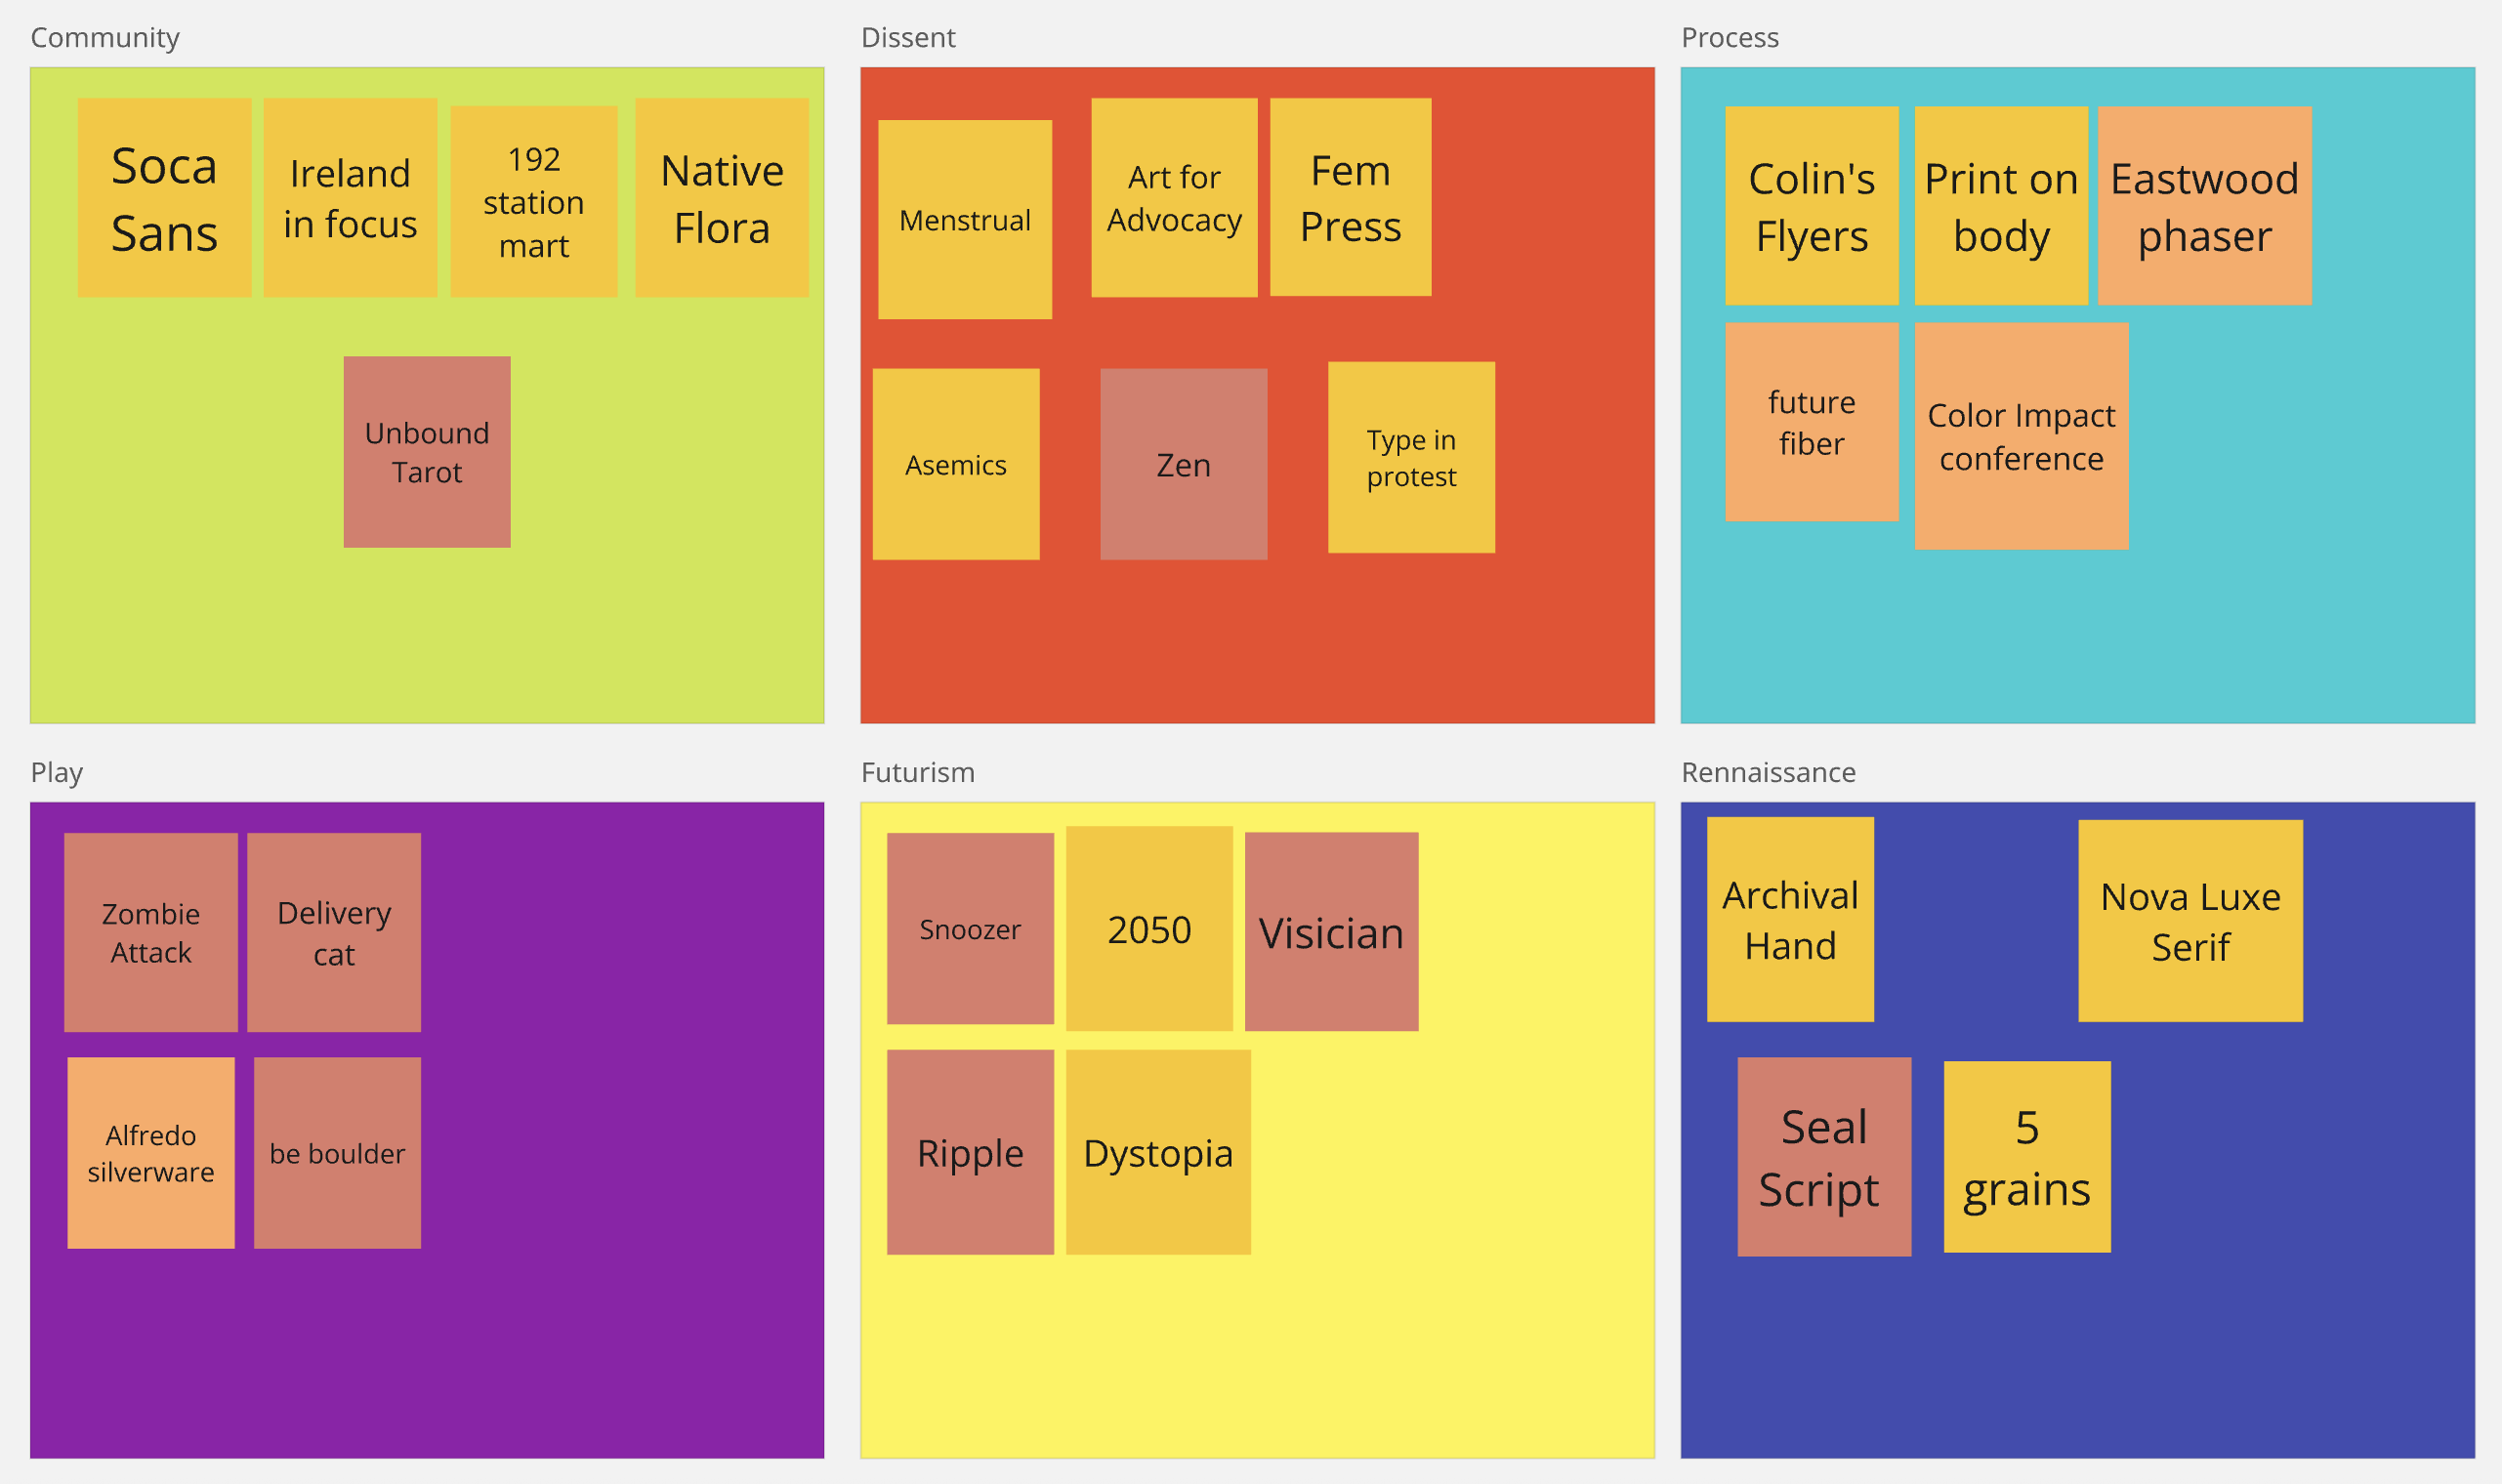 Community
Soca
Sans
Ireland
in focus
192
station
mart
Native
Flora
Unbound
Tarot
Dissent
Menstrual
Art for
Advocacy
Fem
Press
Asemics
Zen
Type in
protest
Process
Colin's
Flyers
Print on
body
Eastwood
phaser
future
fiber
Color Impact
conference
Play
Zombie
Attack
Delivery
cat
Alfredo
silverware
be boulder
Futurism
Snoozer
2050
Visician
Ripple
Dystopia
Rennaissance
Archival
Hand
Nova Luxe
Serif
Seal
Script
5
grains